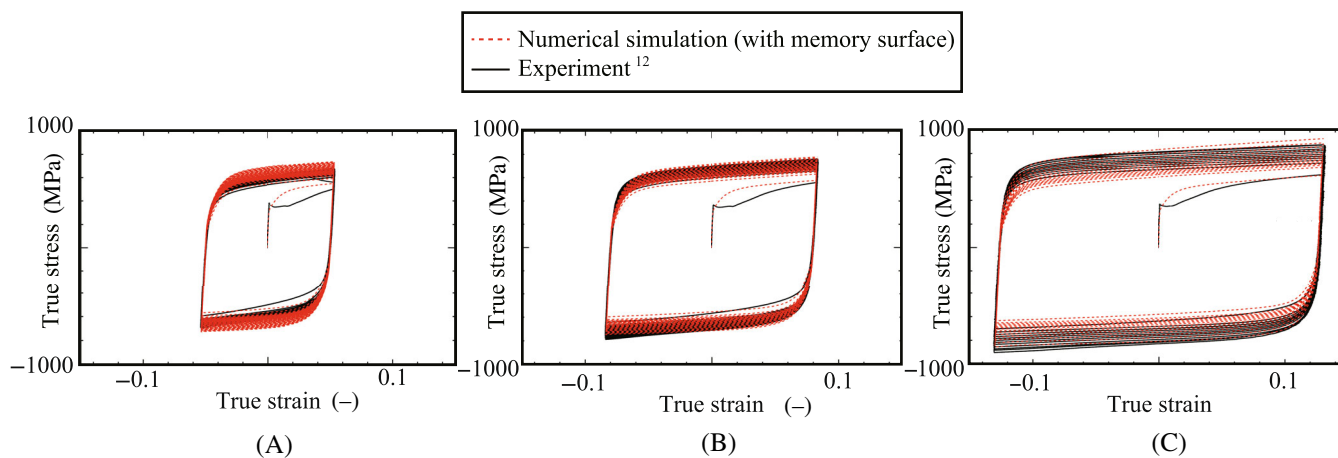 Numerical simulation (with memory surface)
Experiment 12
1000
True stress (MPa)
−1000
−0.1
0.1
True strain (–)
(A)
1000
True stress (MPa)
−1000
−0.1
0.1
True strain (–)
(B)
1000
True stress (MPa)
−1000
−0.1
0.1
True strain
(C)